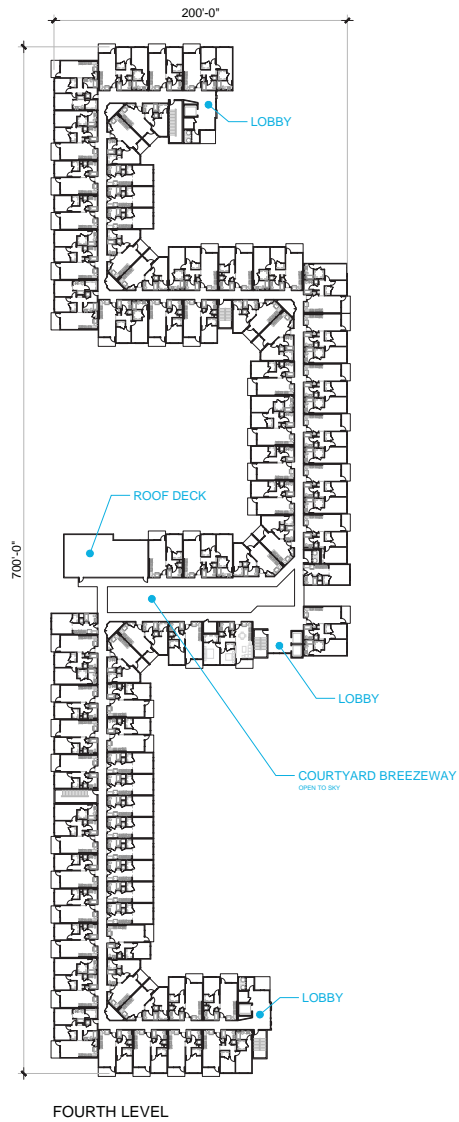 200'-0"
LOBBY
ROOF DECK
700'-0"
LOBBY
COURTYARD BREEZEWAY
OPEN TO SKY
LOBBY
FOURTH LEVEL